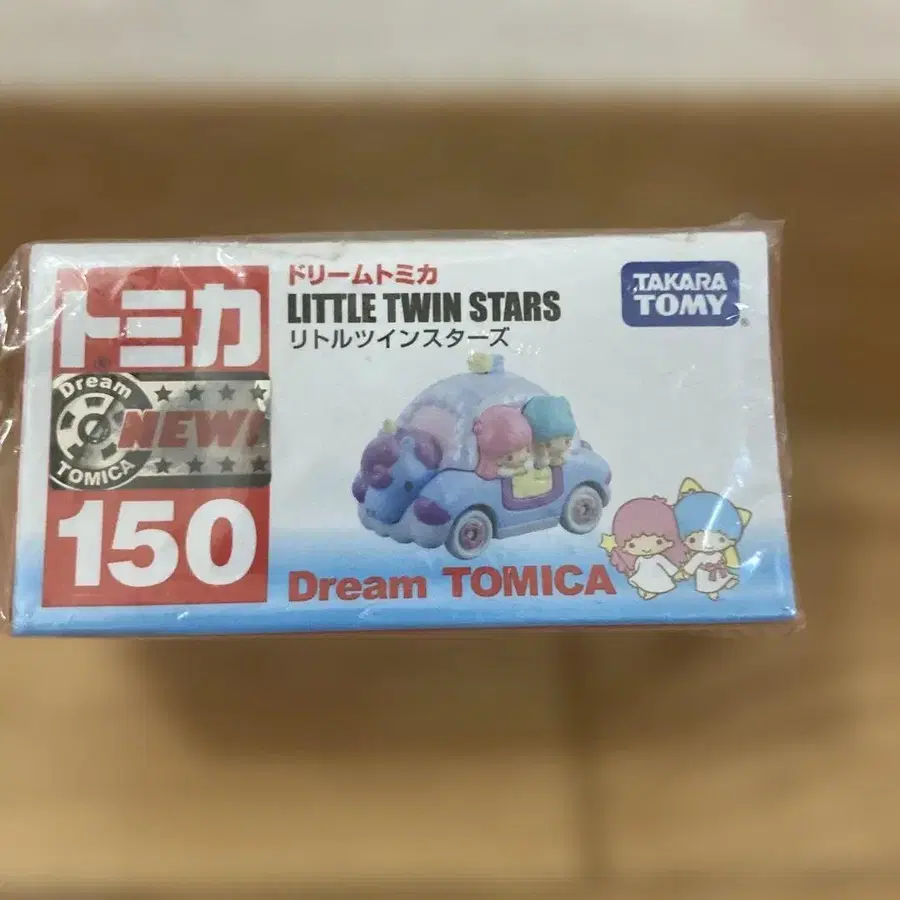 トミカ
Dream
TOMICA
NEW!
150
ドリームトミカ
LITTLE TWIN STARS
リトルツインスターズ
TAKARA
TOMY
®
Dream TOMICA